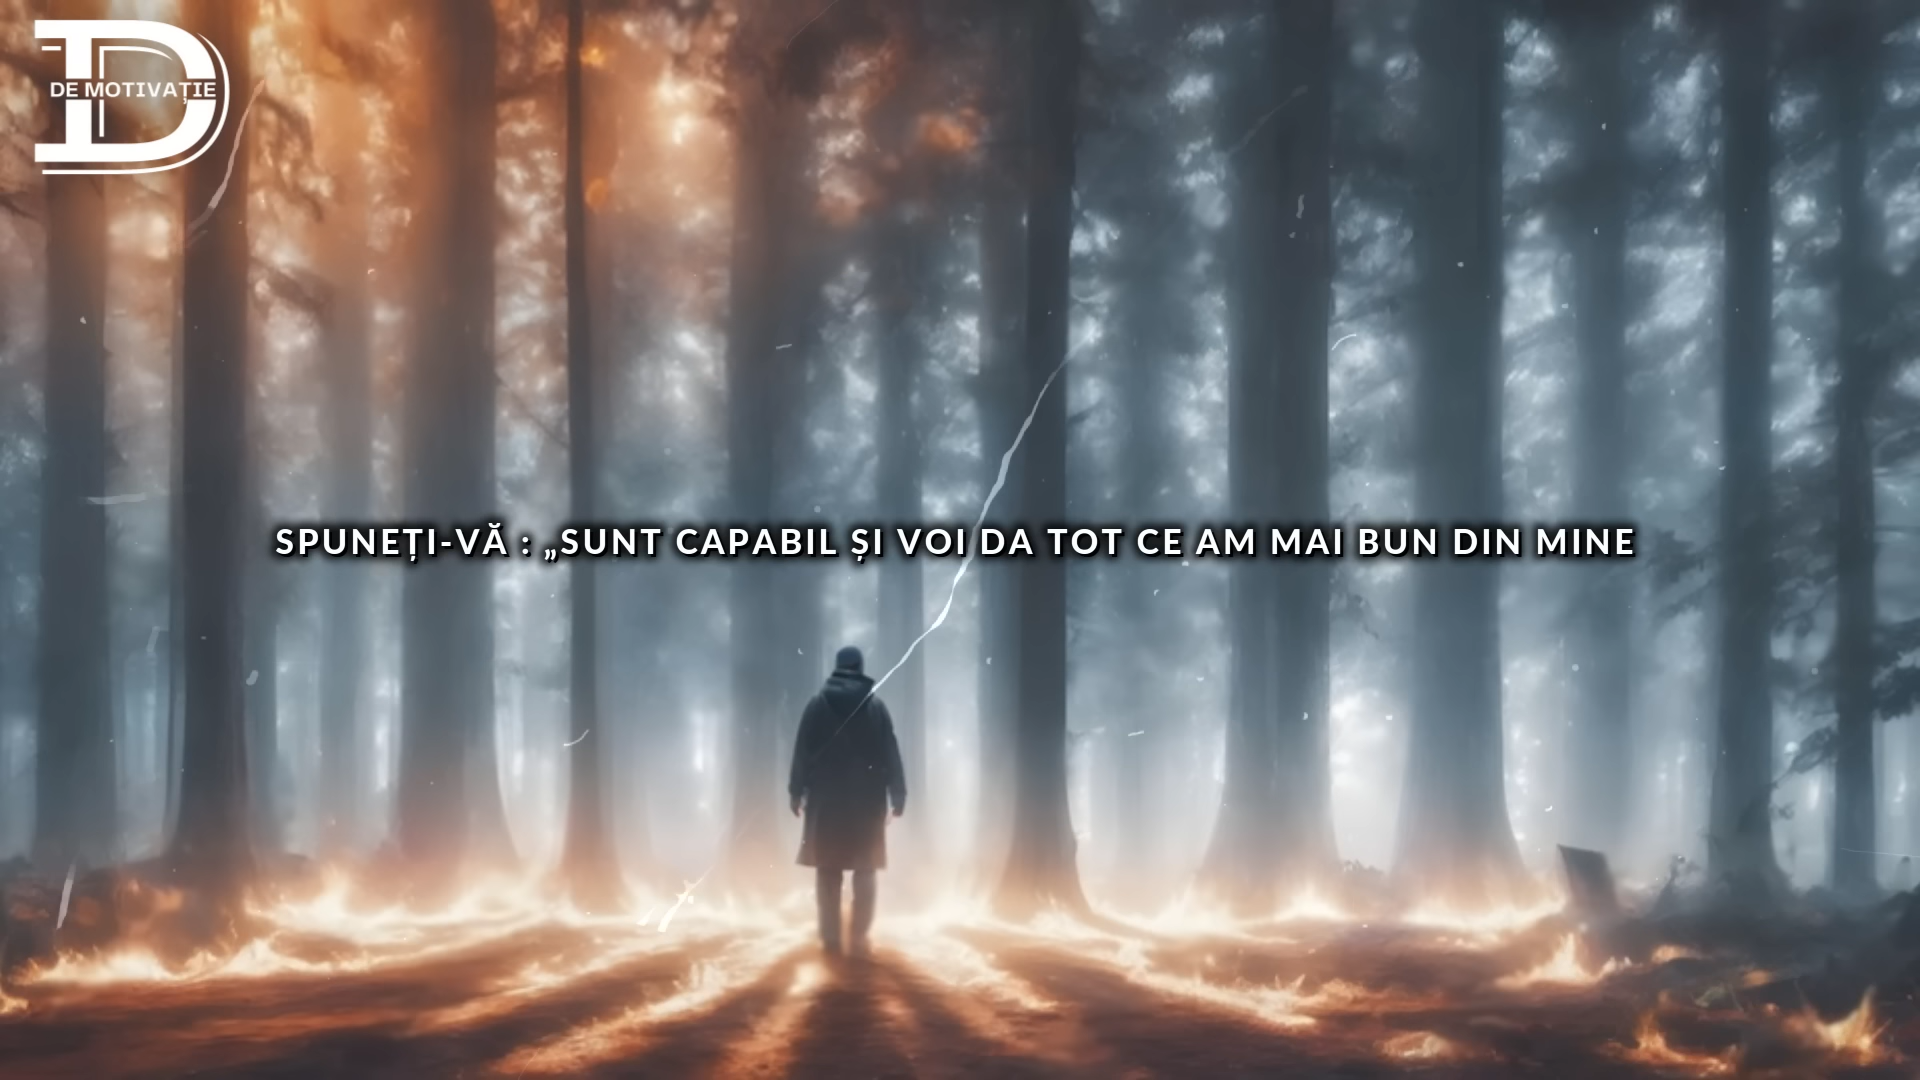 DE MOTIVAȚIE
SPUNEȚI-VĂ : „SUNT CAPABIL ȘI VOI DA TOT CE AM MAI BUN DIN MINE